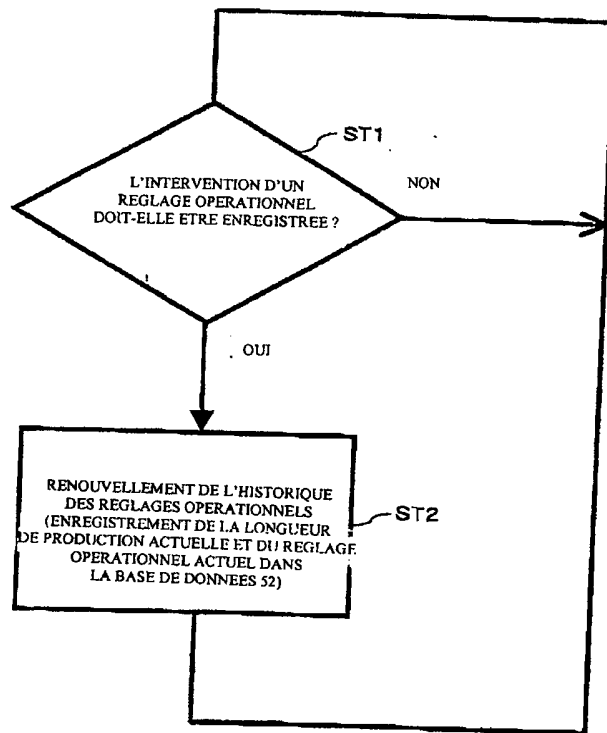 ST1
L'INTERVENTION D'UN
REGLAGE OPERATIONNEL
DOIT-ELLE ETRE ENREGISTREE ?
NON
OUI
RENOUVELLEMENT DE L'HISTORIQUE
DES REGLAGES OPERATIONNELS
(ENREGISTREMENT DE LA LONGUEUR
DE PRODUCTION ACTUELLE ET DU REGLAGE
OPERATIONNEL ACTUEL DANS
LA BASE DE DONNEES 52)
ST2